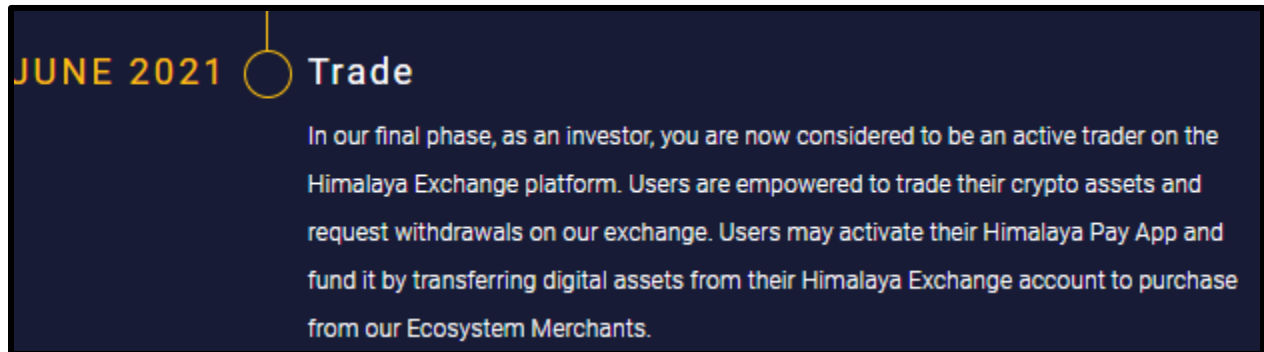 JUNE 2021 Trade
In our final phase, as an investor, you are now considered to be an active trader on the
Himalaya Exchange platform. Users are empowered to trade their crypto assets and
request withdrawals on our exchange. Users may activate their Himalaya Pay App and
fund it by transferring digital assets from their Himalaya Exchange account to purchase
from our Ecosystem Merchants.